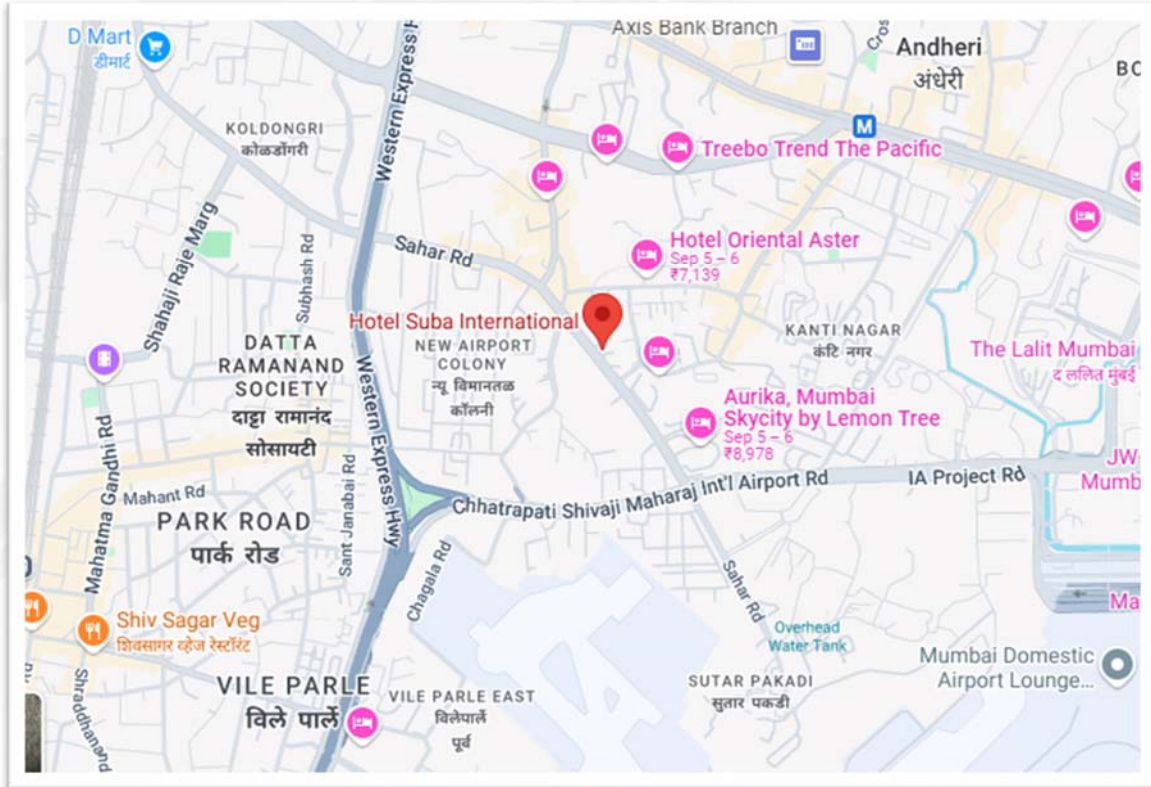 D Mart
डीमार्ट
Axis Bank Branch
Cros
Andheri
अंधेरी
BO
Western Express H
KOLDONGRI
कोळडोंगरी
M
Treebo Trend The Pacific
Shahaji Raje Marg
Subhash Rd
Sahar Rd
Hotel Oriental Aster
Sep 5 – 6
₹7,139
Hotel Suba International
NEW AIRPORT
COLONY
न्यू विमानतळ
कॉलनी
KANTI NAGAR
कंटि नगर
The Lalit Mumbai
द ललित मुंबई
DATTA
RAMANAND
SOCIETY
दाट्टा रामानंद
सोसायटी
Western Express Hwy
Aurika, Mumbai
Skycity by Lemon Tree
Sep 5 – 6
₹8,978
JW
Mumb
Mahatma Gandhi Rd
Mahant Rd
Sant Janabai Rd
Chhatrapati Shivaji Maharaj Int'l Airport Rd
IA Project Rd
PARK ROAD
पार्क रोड
Chagala Rd
Sahar Rd
Ma
Shiv Sagar Veg
शिवसागर व्हेज रेस्टॉरंट
Overhead
Water Tank
Mumbai Domestic
Airport Lounge...
Shraddhanand
VILE PARLE
विले पार्ले
VILE PARLE EAST
विलेपार्ले
पूर्व
SUTAR PAKADI
सुतार पकडी